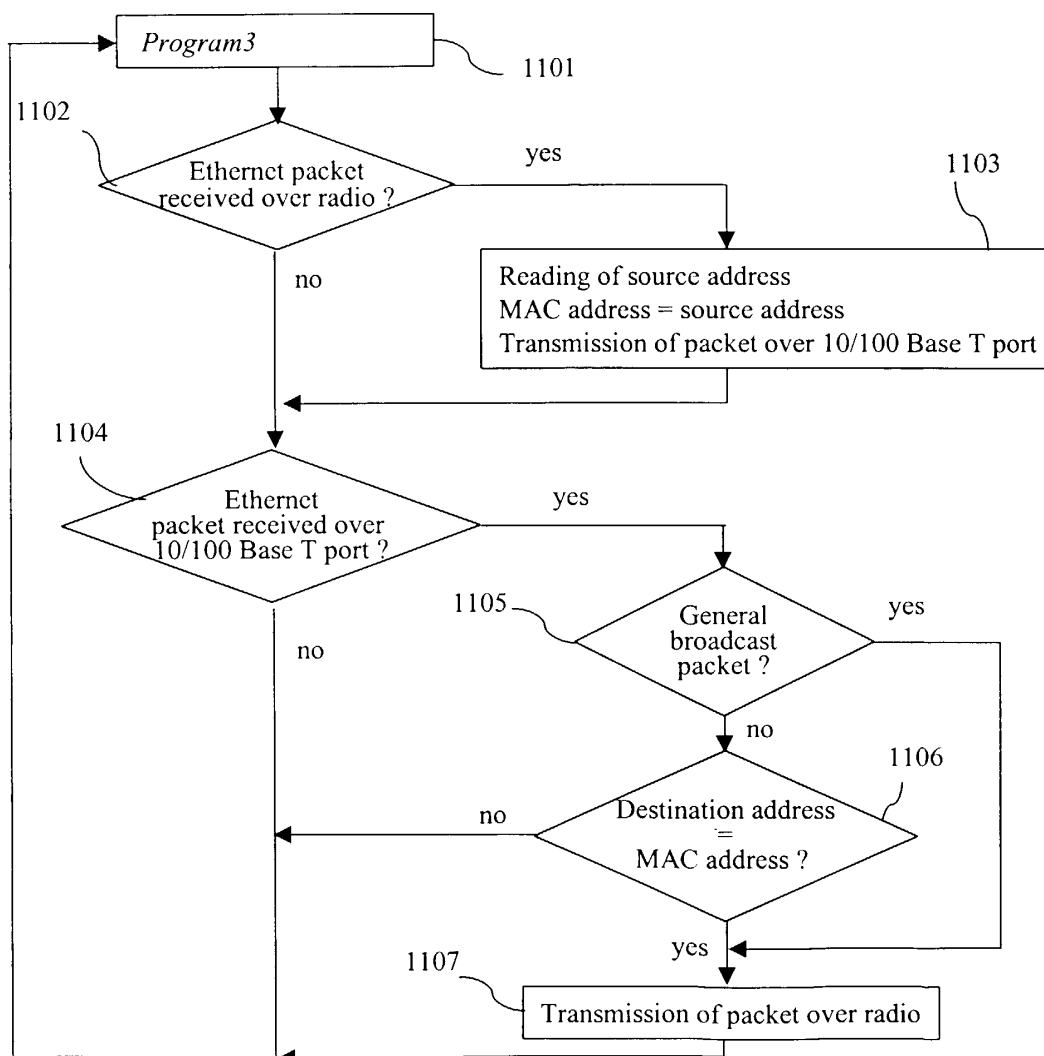 Program3
1101
1102
Ethernet packet
received over radio ?
yes
1103
no
Reading of source address
MAC address = source address
Transmission of packet over 10/100 Base T port
1104
Ethernet
packet received over
10/100 Base T port ?
yes
1105
General
broadcast
packet ?
yes
no
no
1106
Destination address
=
MAC address ?
no
yes
1107
Transmission of packet over radio